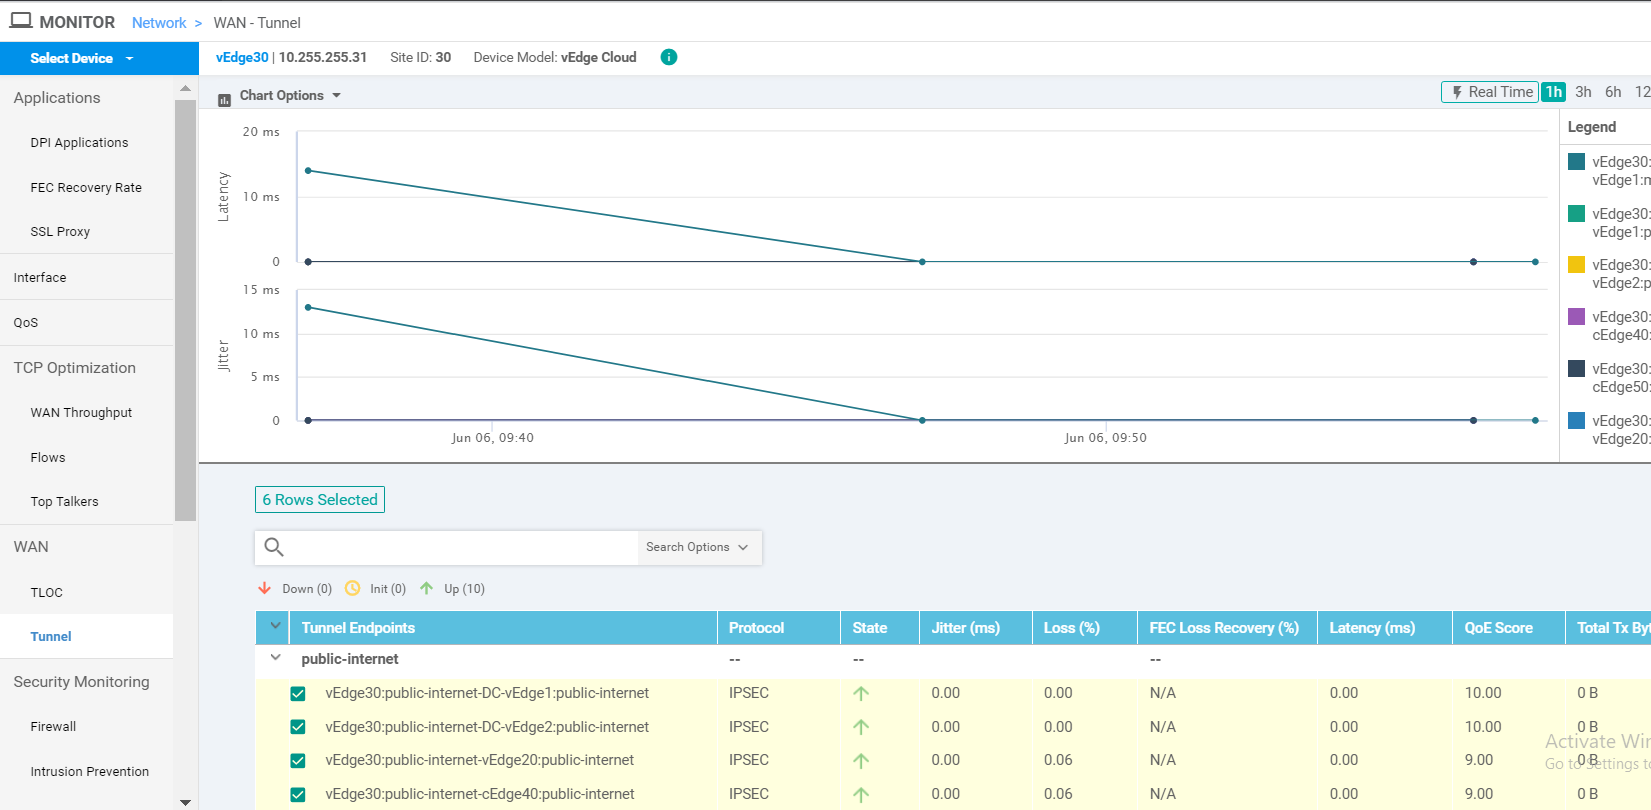 MONITOR Network > WAN - Tunnel
Select Device
vEdge30 | 10.255.255.31 Site ID: 30 Device Model: vEdge Cloud i
Applications
DPI Applications
FEC Recovery Rate
SSL Proxy
Interface
QoS
TCP Optimization
WAN Throughput
Flows
Top Talkers
WAN
TLOC
Tunnel
Security Monitoring
Firewall
Intrusion Prevention
Chart Options
Real Time 1h 3h 6h 12
20 ms
10 ms
0
Latency
15 ms
10 ms
5 ms
0
Jitter
Jun 06, 09:40 Jun 06, 09:50
Legend
vEdge30:
vEdge1:m
vEdge30:
vEdge1:p
vEdge30:
vEdge2:p
vEdge30:
cEdge40:
vEdge30:
cEdge50:
vEdge30:
vEdge20:
6 Rows Selected
Search Options
Down (0) Init (0) Up (10)
Tunnel Endpoints Protocol State Jitter (ms) Loss (%) FEC Loss Recovery (%) Latency (ms) QoE Score Total Tx Byt
public-internet -- -- --
vEdge30:public-internet-DC-vEdge1:public-internet IPSEC 0.00 0.00 N/A 0.00 10.00 0 B
vEdge30:public-internet-DC-vEdge2:public-internet IPSEC 0.00 0.00 N/A 0.00 10.00 0 B
Activate Win
vEdge30:public-internet-vEdge20:public-internet IPSEC 0.00 0.06 N/A 0.00 9.00 0 B
Go to Settings to
vEdge30:public-internet-cEdge40:public-internet IPSEC 0.00 0.06 N/A 0.00 9.00 0 B